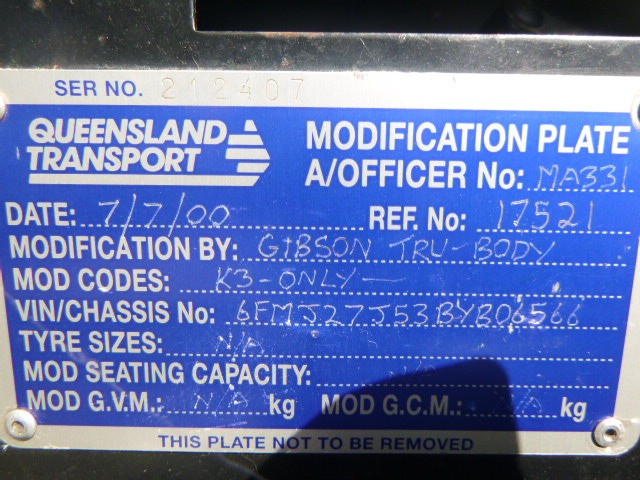 SER NO. 212407
QUEENSLAND TRANSPORT
MODIFICATION PLATE
A/OFFICER No: MA331
DATE: 7/7/00 REF. No: 17521
MODIFICATION BY: GIBSON TRU-BODY
MOD CODES: K3-ONLY—
VIN/CHASSIS No: 6FMJ27J53BYB06566
TYRE SIZES: N/A
MOD SEATING CAPACITY: N/A
MOD G.V.M.: N/A kg MOD G.C.M.: N/A kg
THIS PLATE NOT TO BE REMOVED